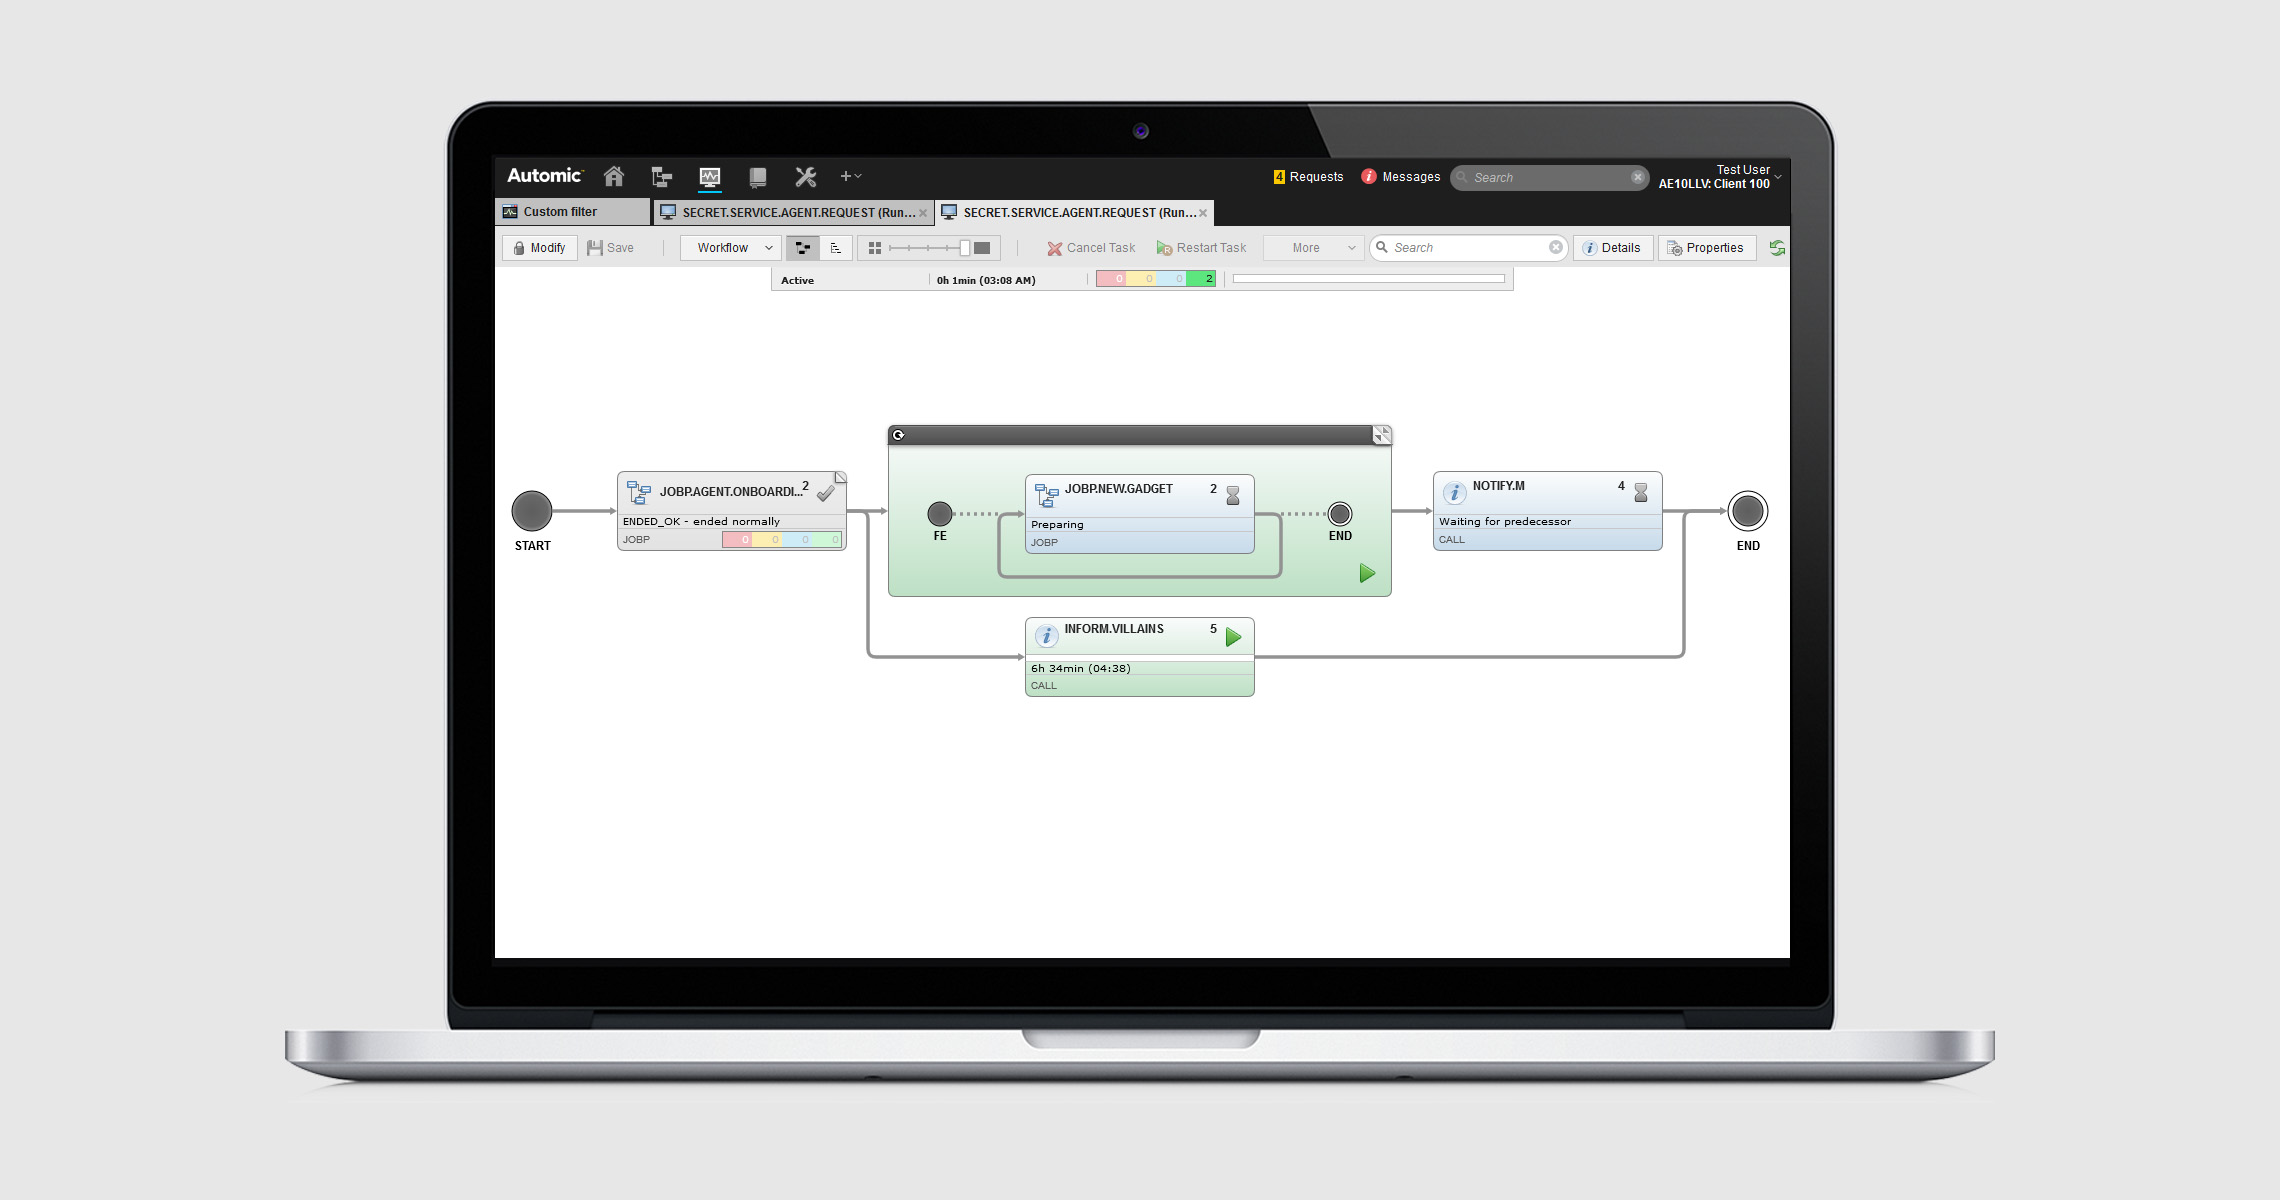 Automic
4 Requests
i Messages
Search
Test User
AE10LLV: Client 100
Custom filter
SECRET.SERVICE.AGENT.REQUEST (Run...
SECRET.SERVICE.AGENT.REQUEST (Run...
Modify
Save
Workflow
Cancel Task
Restart Task
More
Search
Details
Properties
Active
0h 1min (03:08 AM)
0 0 0 2
START
JOBP.AGENT.ONBOARDI... 2
ENDED_OK - ended normally
JOBP
0 0 0 0
FE
JOBP.NEW.GADGET 2
Preparing
JOBP
END
NOTIFY.M 4
Waiting for predecessor
CALL
END
INFORM.VILLAINS 5
6h 34min (04:38)
CALL